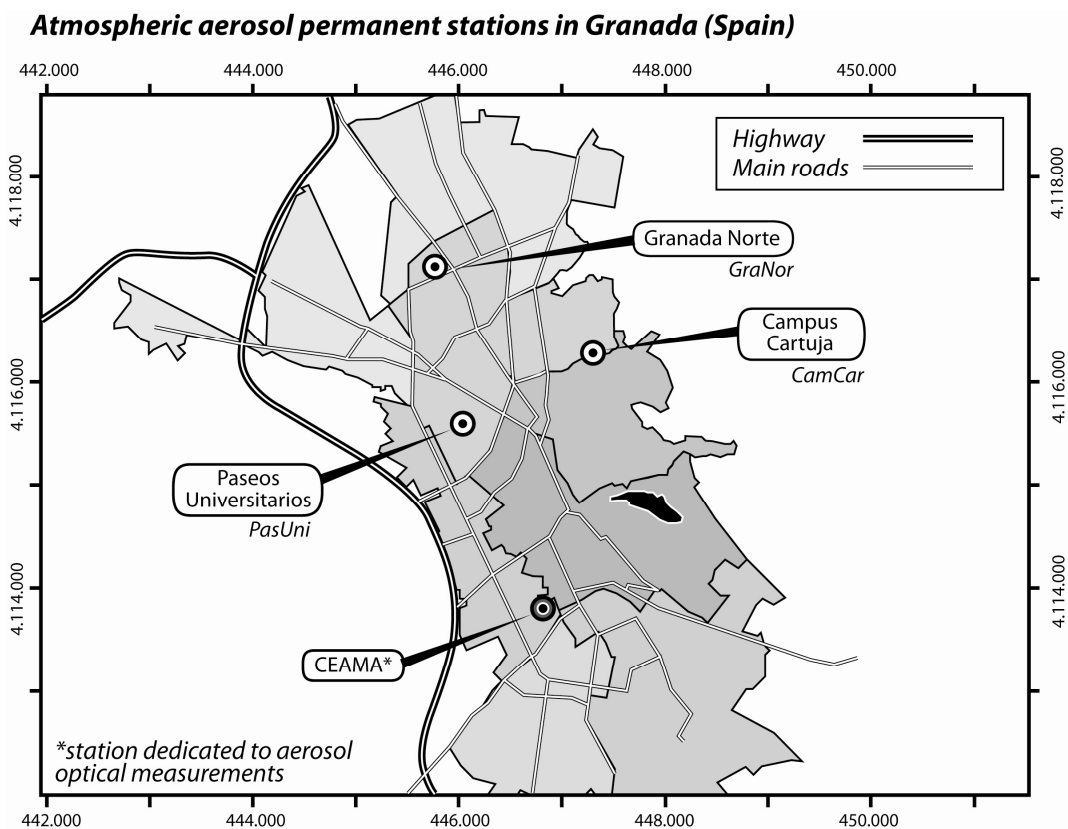 Atmospheric aerosol permanent stations in Granada (Spain)
442.000 444.000 446.000 448.000 450.000
Highway
Main roads
4.118.000
4.118.000
Granada Norte
GraNor
Campus
Cartuja
CamCar
4.116.000
4.116.000
Paseos
Universitarios
PasUni
4.114.000
4.114.000
CEAMA*
*station dedicated to aerosol
optical measurements
442.000 444.000 446.000 448.000 450.000